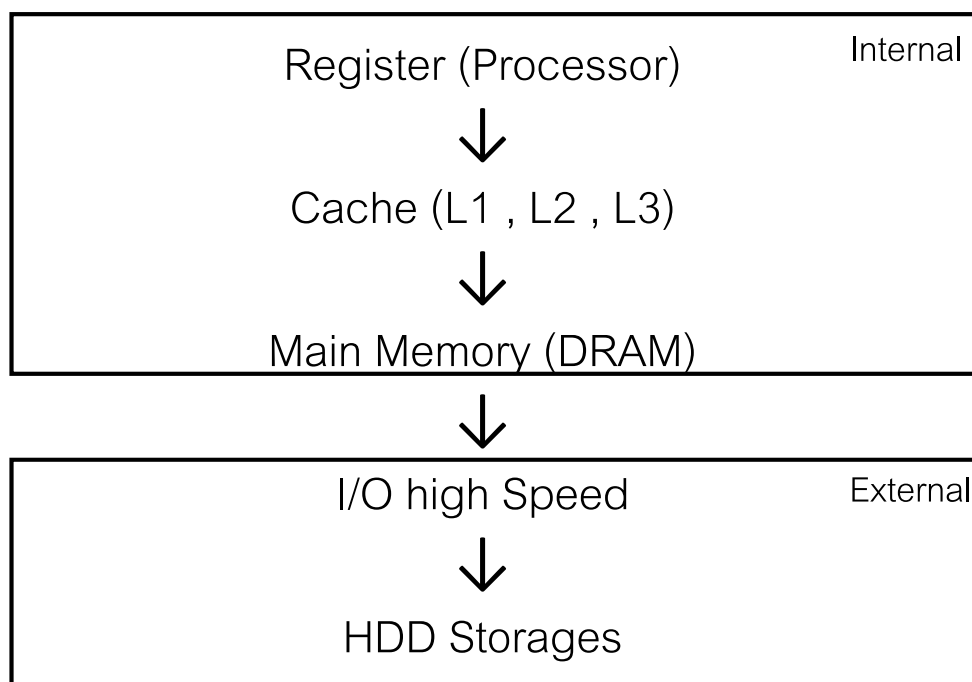 Internal
Register (Processor)
Cache (L1 , L2 , L3)
Main Memory (DRAM)
External
I/O high Speed
HDD Storages